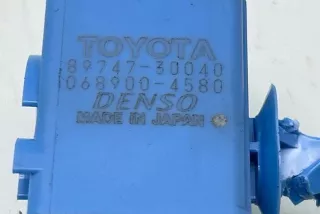 TOYOTA
89747-30040
068900-4580
DENSO
MADE IN JAPAN